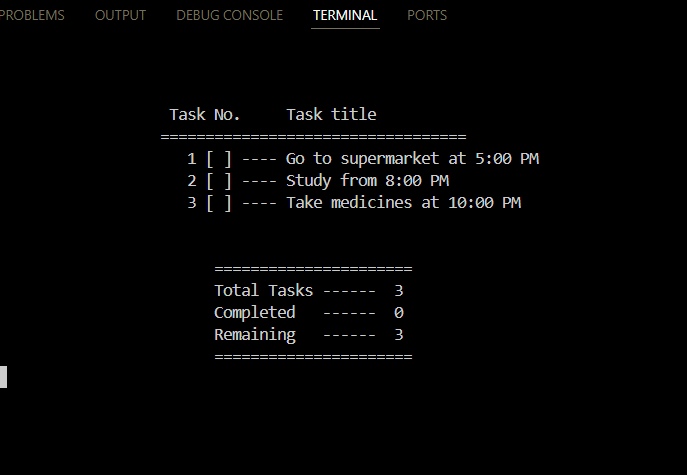 PROBLEMS OUTPUT DEBUG CONSOLE TERMINAL PORTS
Task No. Task title
==================================
1 [ ] ---- Go to supermarket at 5:00 PM
2 [ ] ---- Study from 8:00 PM
3 [ ] ---- Take medicines at 10:00 PM
======================
Total Tasks ------ 3
Completed ------ 0
Remaining ------ 3
======================